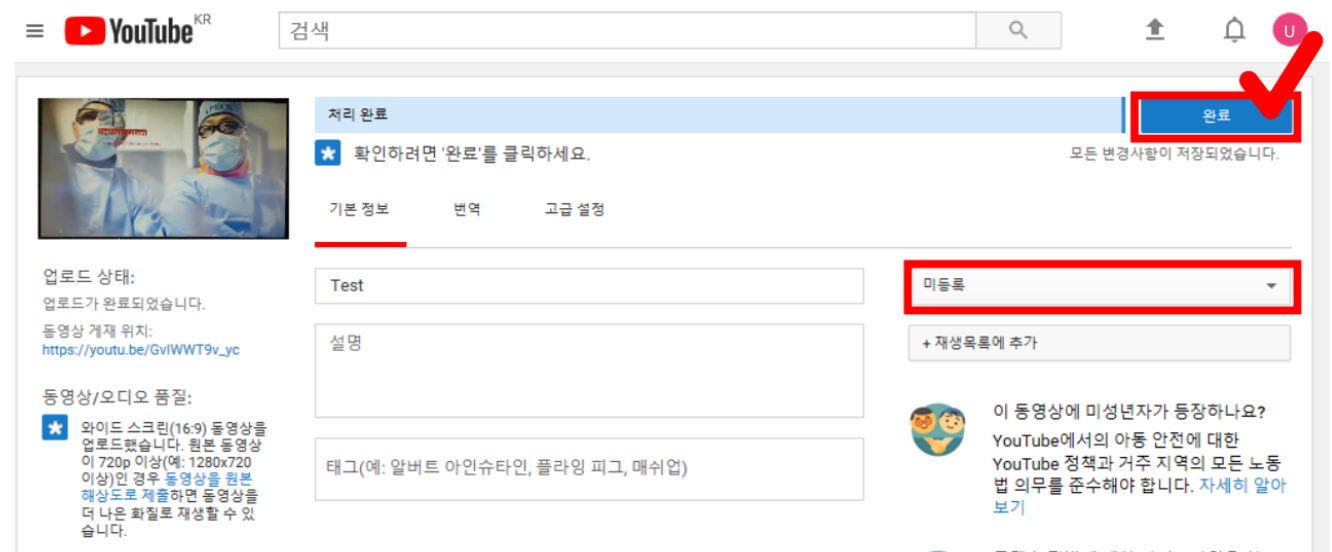 YouTube KR
검색
U
처리 완료
완료
확인하려면 '완료'를 클릭하세요.
모든 변경사항이 저장되었습니다.
기본 정보
번역
고급 설정
업로드 상태:
업로드가 완료되었습니다.
동영상 게재 위치:
https://youtu.be/GvIWWT9v_yc
동영상/오디오 품질:
와이드 스크린(16:9) 동영상을
업로드했습니다. 원본 동영상
이 720p 이상(예: 1280x720
이상)인 경우 동영상을 원본
해상도로 제출하면 동영상을
더 나은 화질로 재생할 수 있
습니다.
Test
설명
태그(예: 알버트 아인슈타인, 플라잉 피그, 매쉬업)
미등록
+ 재생목록에 추가
이 동영상에 미성년자가 등장하나요?
YouTube에서의 아동 안전에 대한
YouTube 정책과 거주 지역의 모든 노동
법 의무를 준수해야 합니다. 자세히 알아
보기